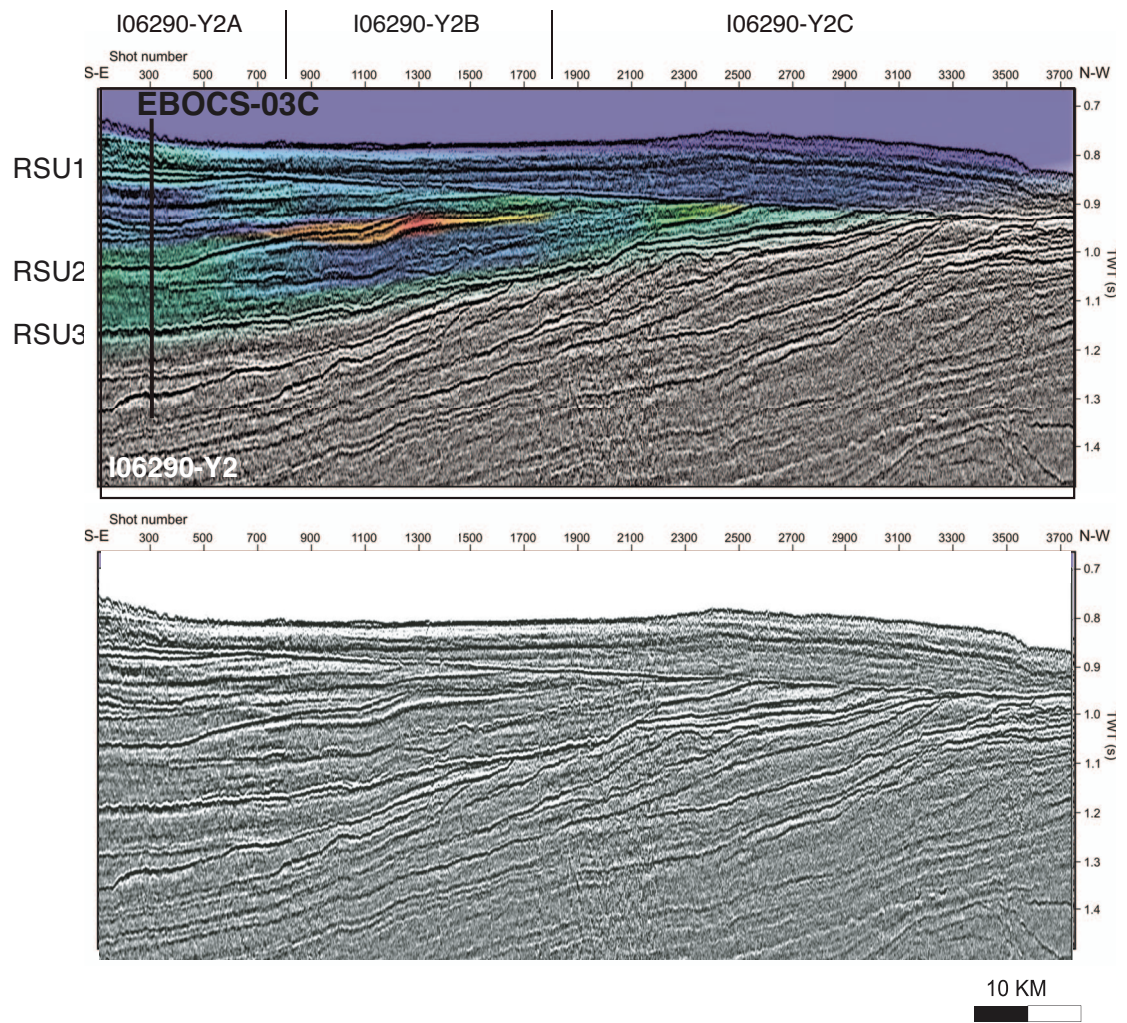 I06290-Y2A I06290-Y2B I06290-Y2C
Shot number
S-E 300 500 700 900 1100 1300 1500 1700 1900 2100 2300 2500 2700 2900 3100 3300 3500 3700 N-W
EBOCS-03C
0.7
RSU1
0.8
0.9
1.0
RSU2
TWT (s)
1.1
RSU3
1.2
1.3
1.4
I06290-Y2
Shot number
S-E 300 500 700 900 1100 1300 1500 1700 1900 2100 2300 2500 2700 2900 3100 3300 3500 3700 N-W
0.7
0.8
0.9
1.0
TWT (s)
1.1
1.2
1.3
1.4
10 KM